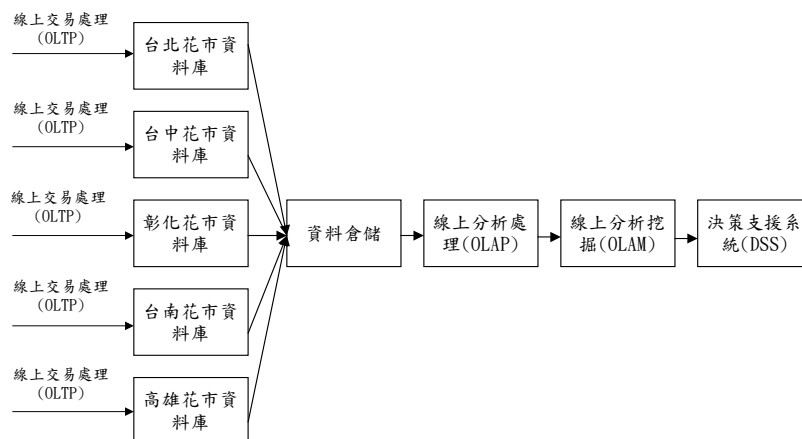 線上交易處理
(OLTP)
台北花市資
料庫
線上交易處理
(OLTP)
台中花市資
料庫
線上交易處理
(OLTP)
彰化花市資
料庫
線上交易處理
(OLTP)
台南花市資
料庫
線上交易處理
(OLTP)
高雄花市資
料庫
資料倉儲
線上分析處
理(OLAP)
線上分析挖
掘(OLAM)
決策支援系
統(DSS)